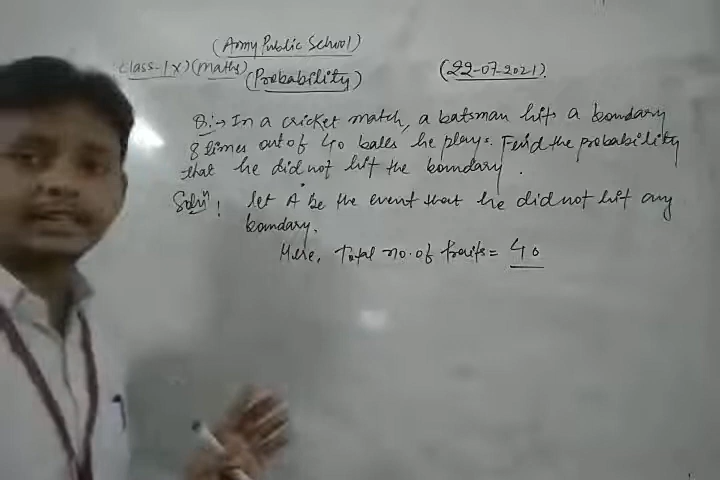 (Army Public School)
Class-IX) (Maths) (Probability) (22-07-2021).
Q:→ In a cricket match, a batsman hits a boundary
8 times out of 40 balls he plays. Find the probability
that he did not hit the boundary.
Solun: let A be the event that he did not hit any
boundary.
Here, Total no. of trails = 40